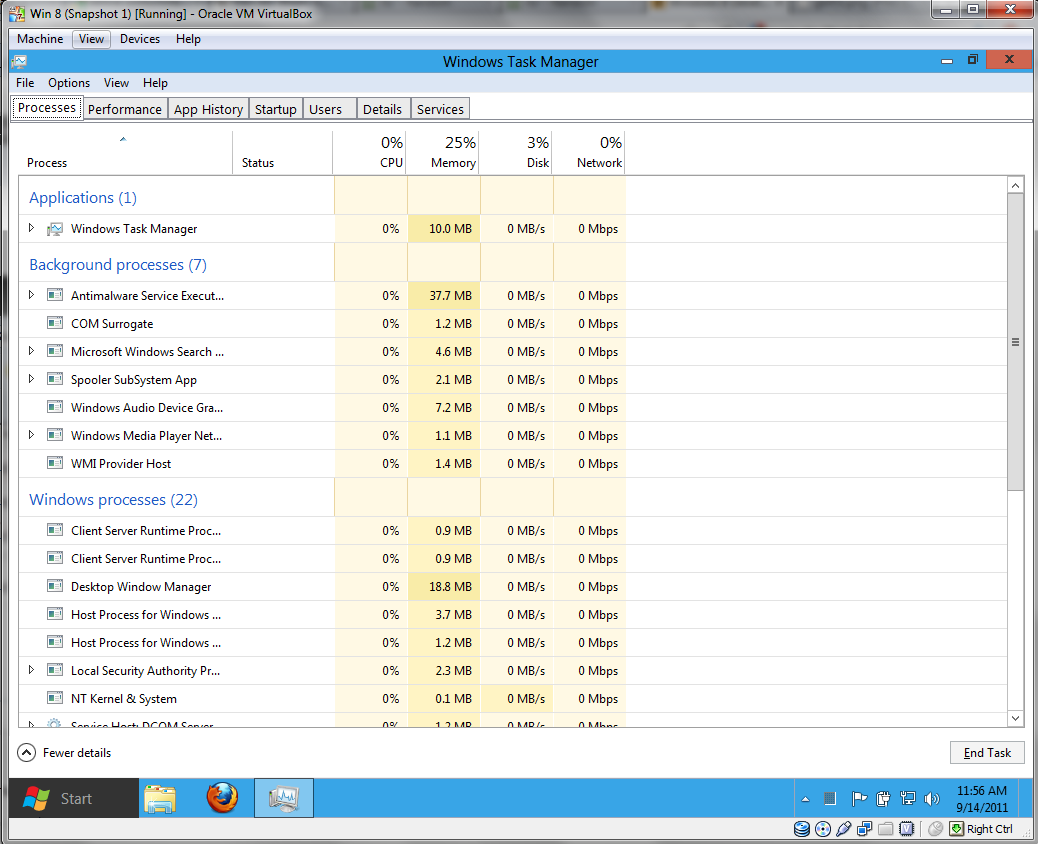 Win 8 (Snapshot 1) [Running] - Oracle VM VirtualBox
Machine View Devices Help
Windows Task Manager
File Options View Help
Processes Performance App History Startup Users Details Services
0% 25% 3% 0%
Process Status CPU Memory Disk Network
Applications (1)
Windows Task Manager 0% 10.0 MB 0 MB/s 0 Mbps
Background processes (7)
Antimalware Service Execut... 0% 37.7 MB 0 MB/s 0 Mbps
COM Surrogate 0% 1.2 MB 0 MB/s 0 Mbps
Microsoft Windows Search ... 0% 4.6 MB 0 MB/s 0 Mbps
Spooler SubSystem App 0% 2.1 MB 0 MB/s 0 Mbps
Windows Audio Device Gra... 0% 7.2 MB 0 MB/s 0 Mbps
Windows Media Player Net... 0% 1.1 MB 0 MB/s 0 Mbps
WMI Provider Host 0% 1.4 MB 0 MB/s 0 Mbps
Windows processes (22)
Client Server Runtime Proc... 0% 0.9 MB 0 MB/s 0 Mbps
Client Server Runtime Proc... 0% 0.9 MB 0 MB/s 0 Mbps
Desktop Window Manager 0% 18.8 MB 0 MB/s 0 Mbps
Host Process for Windows ... 0% 3.7 MB 0 MB/s 0 Mbps
Host Process for Windows ... 0% 1.2 MB 0 MB/s 0 Mbps
Local Security Authority Pr... 0% 2.3 MB 0 MB/s 0 Mbps
NT Kernel & System 0% 0.1 MB 0 MB/s 0 Mbps
Service Host: DCOM Server 0% 1.2 MB 0 MB/s 0 Mbps
Fewer details End Task
Start 11:56 AM
9/14/2011
Right Ctrl